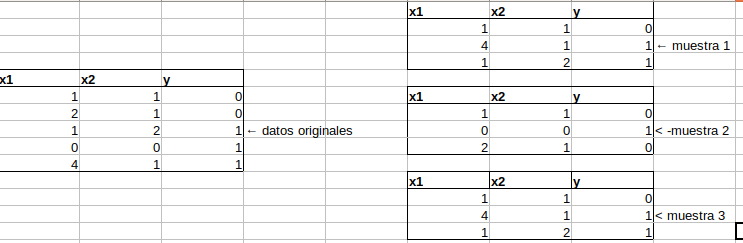 x1 x2 y
1 1 0
2 1 0
1 2 1 ← datos originales
0 0 1
4 1 1
x1 x2 y
1 1 0
4 1 1 ← muestra 1
1 2 1
x1 x2 y
1 1 0
0 0 1 < -muestra 2
2 1 0
x1 x2 y
1 1 0
4 1 1 < muestra 3
1 2 1